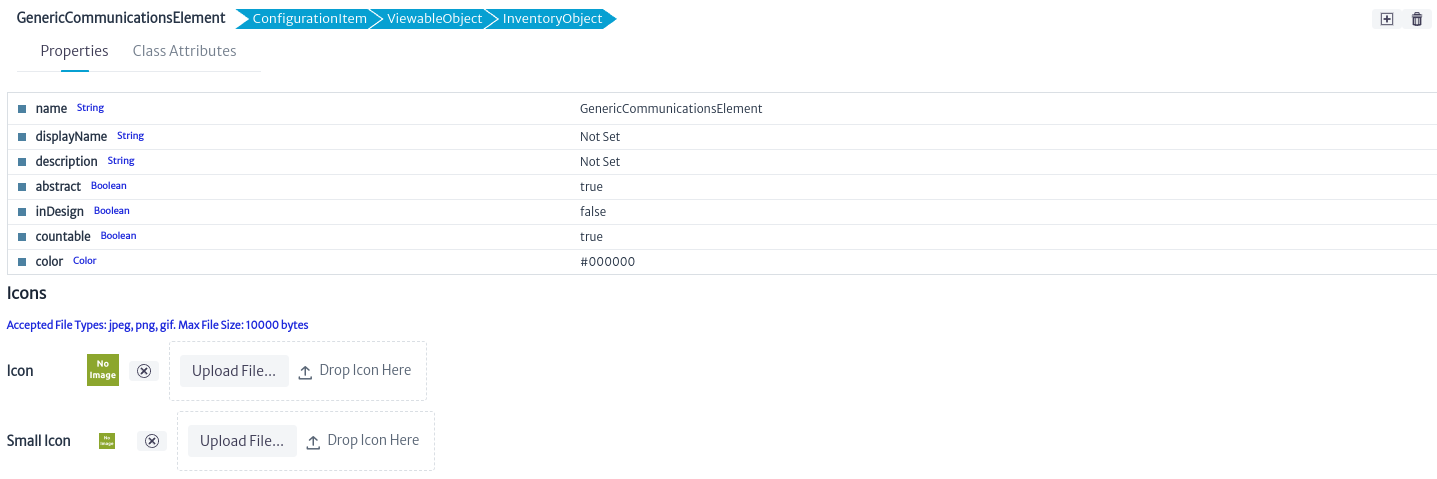 GenericCommunicationsElement ConfigurationItem ViewableObject InventoryObject
Properties Class Attributes
name String GenericCommunicationsElement
displayName String Not Set
description String Not Set
abstract Boolean true
inDesign Boolean false
countable Boolean true
color Color #000000
Icons
Accepted File Types: jpeg, png, gif. Max File Size: 10000 bytes
Icon No Image Upload File... Drop Icon Here
Small Icon No Image Upload File... Drop Icon Here